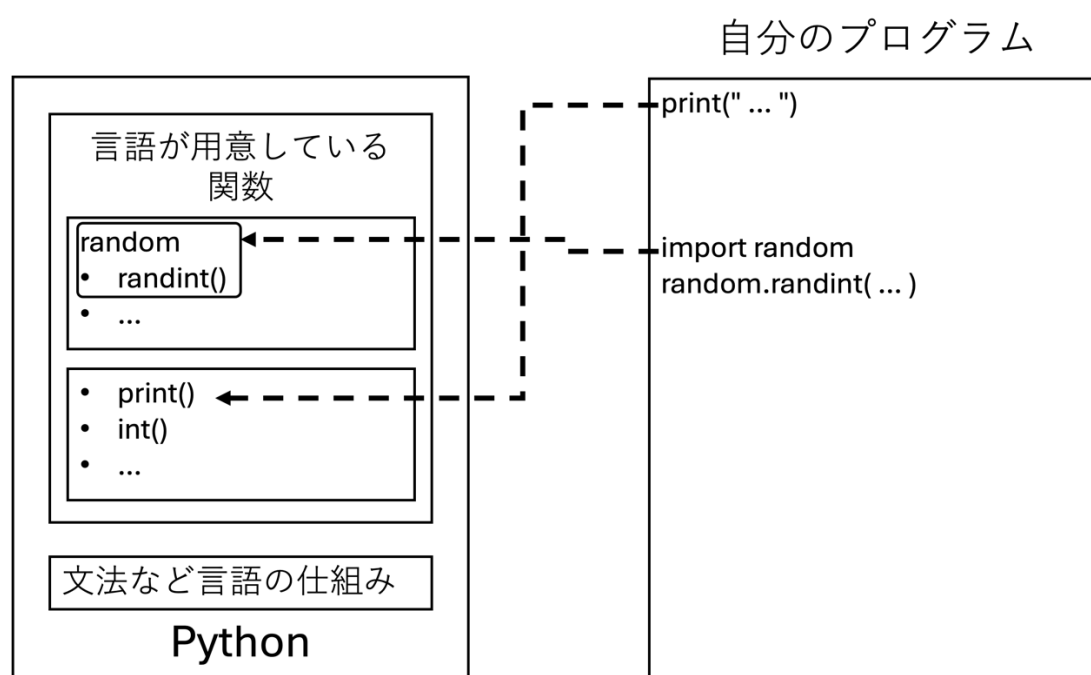 自分のプログラム
言語が用意している
関数
random
• randint()
• ...
• print()
• int()
• ...
文法など言語の仕組み
Python
print(" ... ")
import random
random.randint( ... )